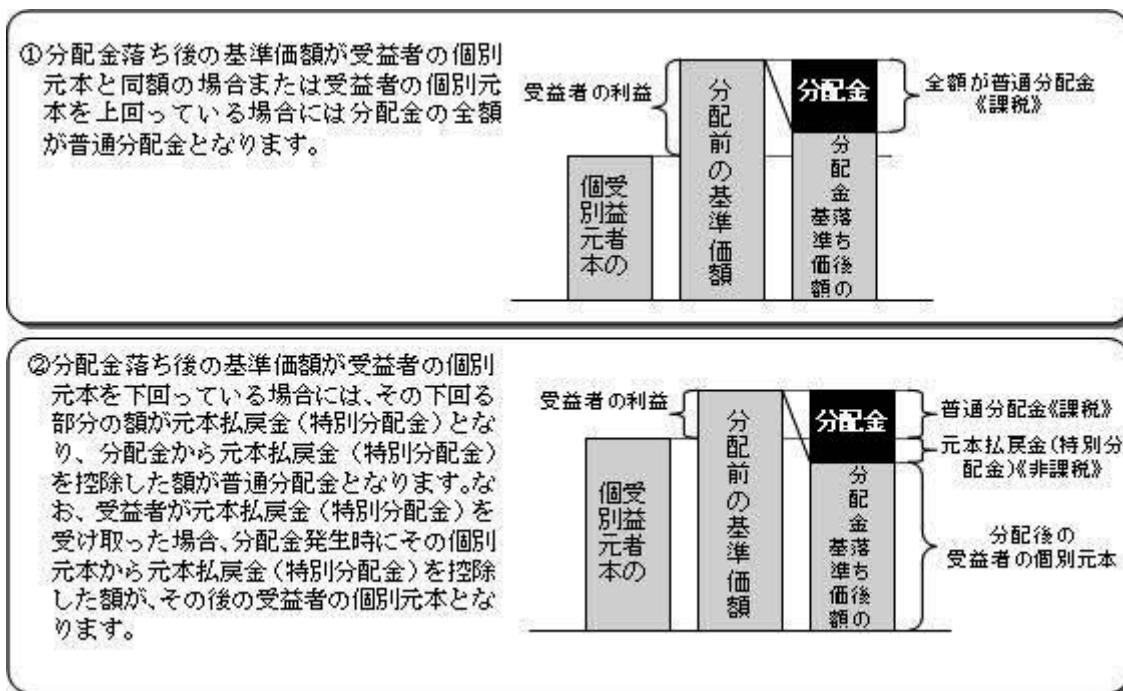 ①分配金落ち後の基準価額が受益者の個別
元本と同額の場合または受益者の個別元
本を上回っている場合には分配金の全額
が普通分配金となります。
受益者の利益
受益者の
個別元本
分配前の基準価額
分配金
分配金落ち後の
基準価額
全額が普通分配金
《課税》
②分配金落ち後の基準価額が受益者の個別
元本を下回っている場合には、その下回る
部分の額が元本払戻金(特別分配金)とな
り、分配金から元本払戻金(特別分配金)
を控除した額が普通分配金となります。な
お、受益者が元本払戻金(特別分配金)を
受け取った場合、分配金発生時にその個別
元本から元本払戻金(特別分配金)を控除
した額が、その後の受益者の個別元本とな
ります。
受益者の利益
受益者の
個別元本
分配前の基準価額
分配金
分配金落ち後の
基準価額
普通分配金《課税》
元本払戻金(特別分
配金)《非課税》
分配後の
受益者の個別元本